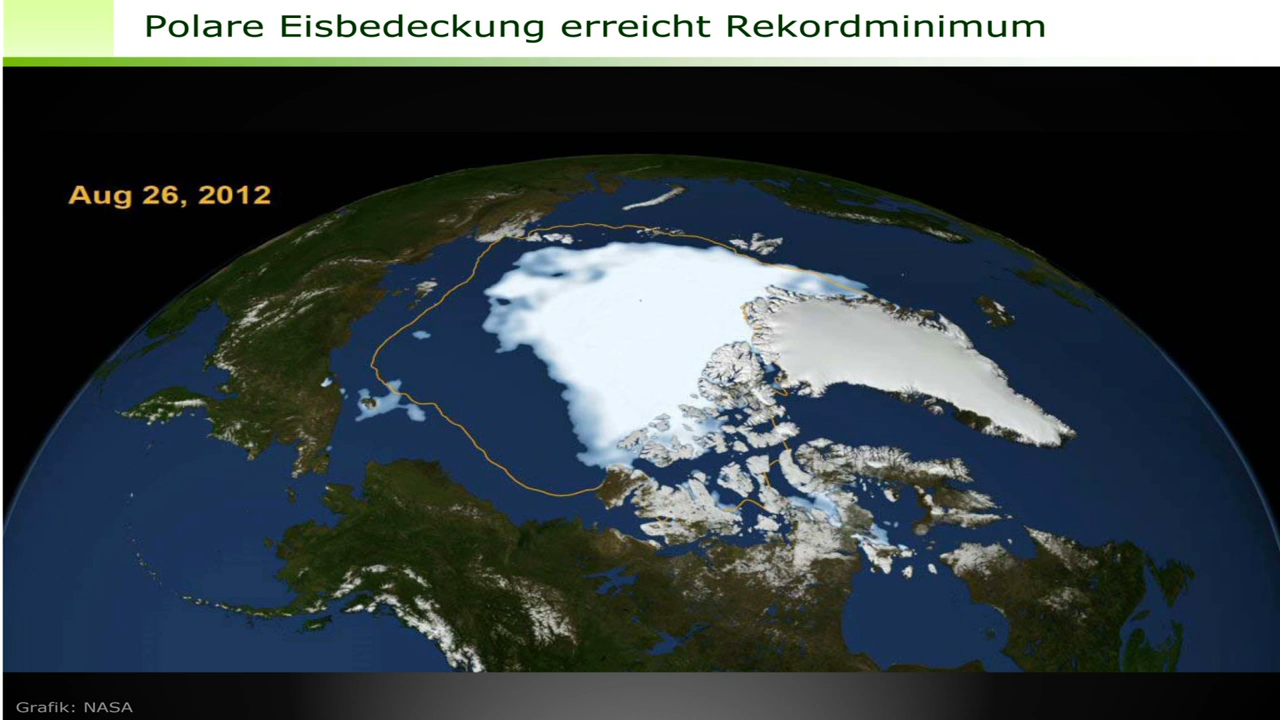 Polare Eisbedeckung erreicht Rekordminimum
Aug 26, 2012
Grafik: NASA